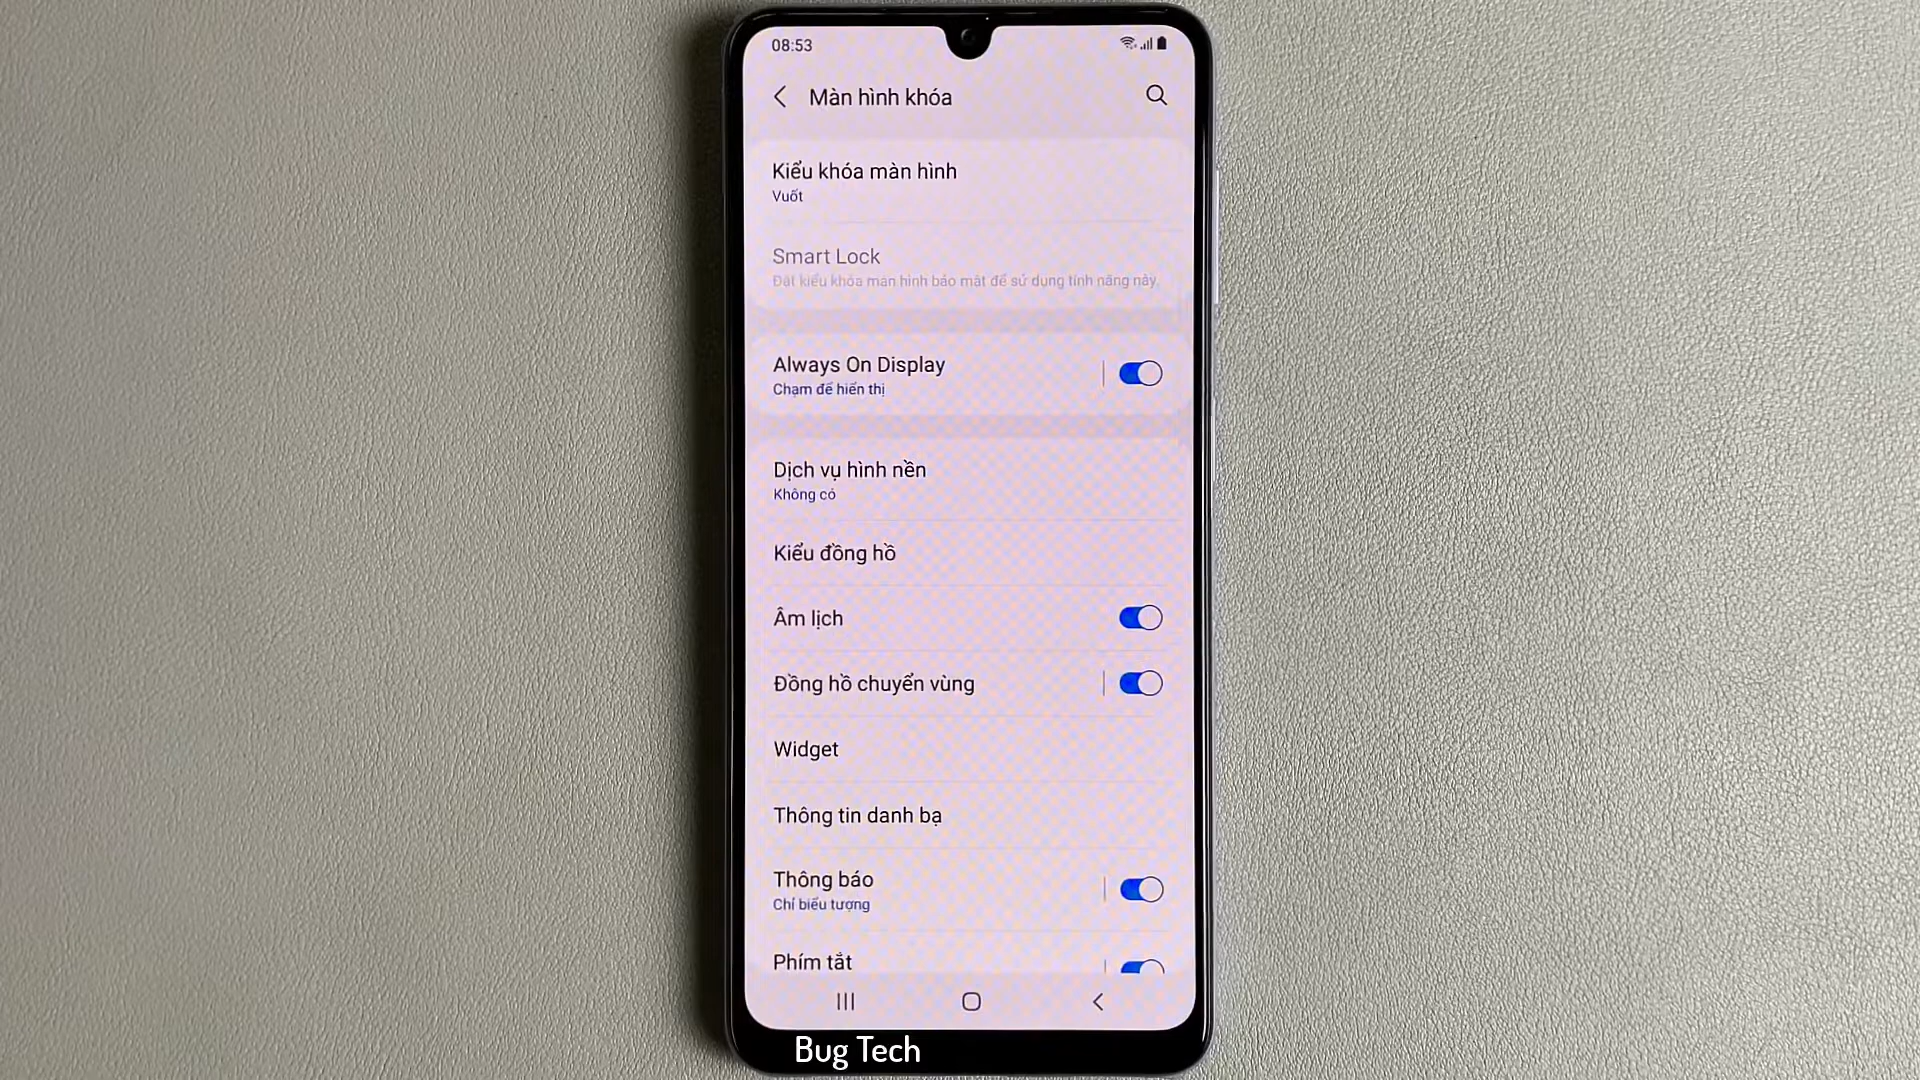 08:53
Màn hình khóa
Kiểu khóa màn hình
Vuốt
Smart Lock
Đặt kiểu khóa màn hình bảo mật để sử dụng tính năng này.
Always On Display
Chạm để hiển thị
Dịch vụ hình nền
Không có
Kiểu đồng hồ
Âm lịch
Đồng hồ chuyển vùng
Widget
Thông tin danh bạ
Thông báo
Chỉ biểu tượng
Phím tắt
Bug Tech